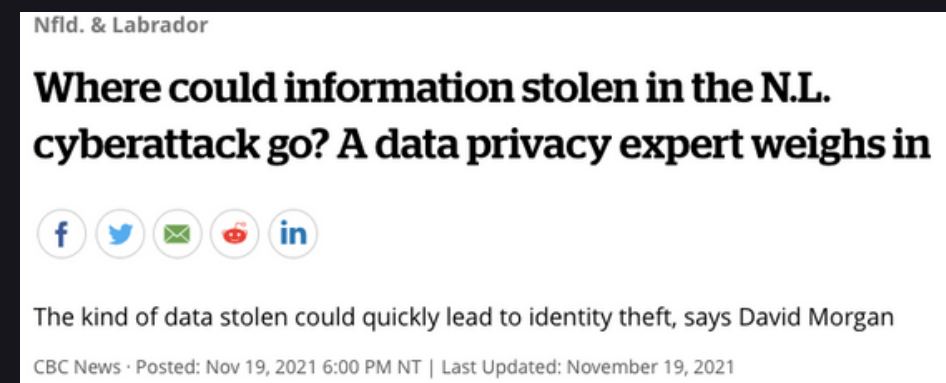 Nfld. & Labrador
Where could information stolen in the N.L.
cyberattack go? A data privacy expert weighs in
f in
The kind of data stolen could quickly lead to identity theft, says David Morgan
CBC News · Posted: Nov 19, 2021 6:00 PM NT | Last Updated: November 19, 2021